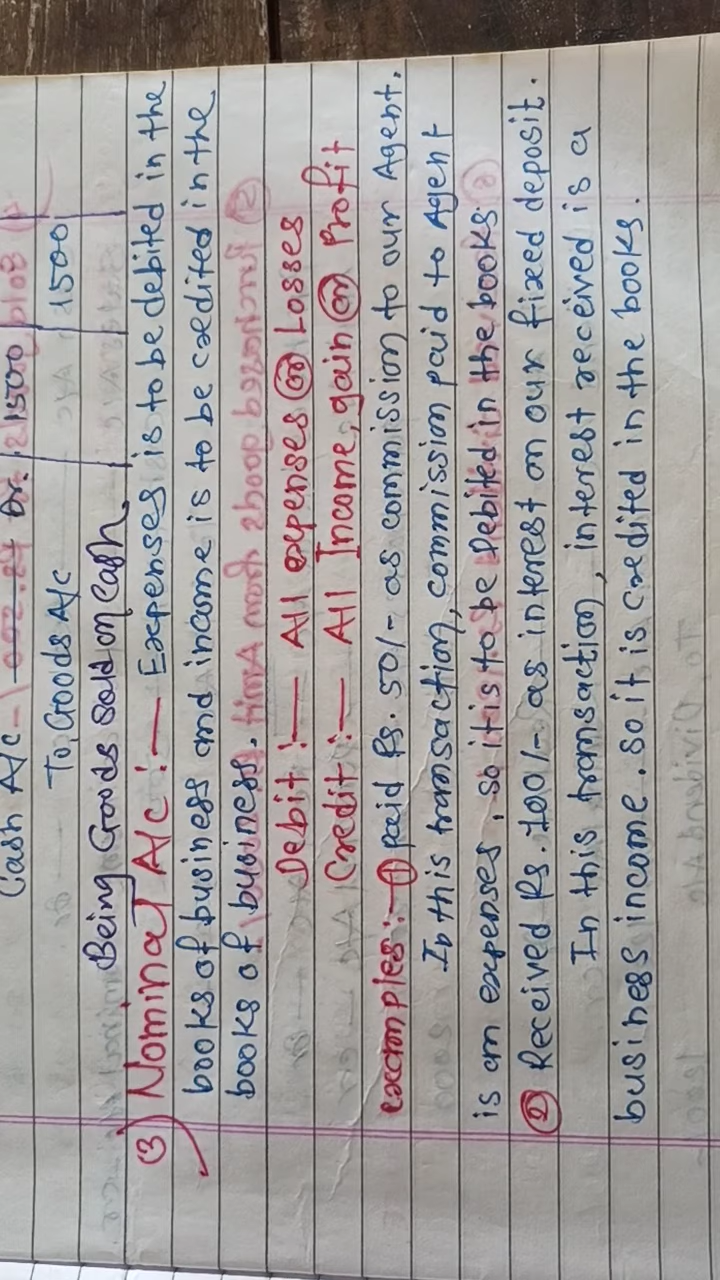 Cash A/c - Dr. 1500
To, Goods A/c 1500
Being Goods Sold on Cash
(3) Nominal A/c :— Expenses is to be debited in the
books of business and income is to be credited in the
books of business.
Debit :— All expenses or Losses
Credit :— All Income, gain or Profit
examples :- ① paid Rs. 50/- as commission to our Agent.
In this transaction, commission paid to Agent
is an expenses, so it is to be Debited in the books.
② Received Rs. 700/- as interest on our fixed deposit.
In this transaction, interest received is a
business income. so it is credited in the books.